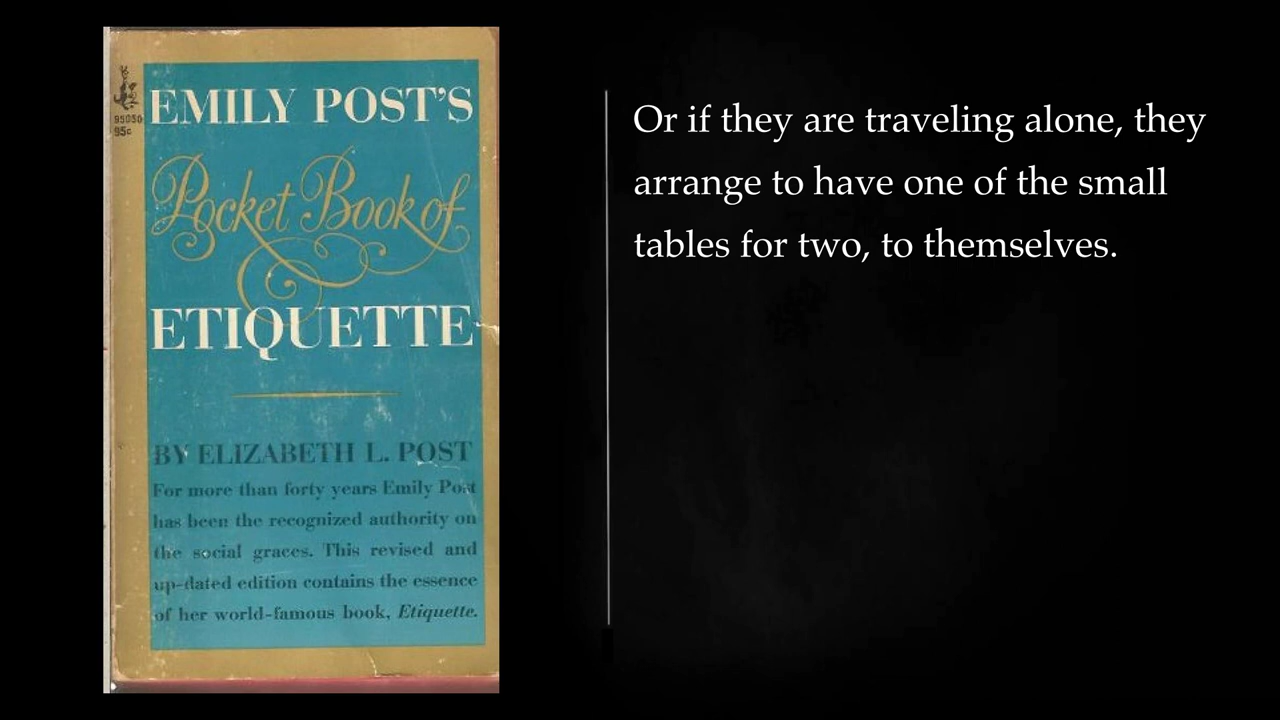 95050
95c
EMILY POST'S
Pocket Book of
ETIQUETTE
BY ELIZABETH L. POST
For more than forty years Emily Post
has been the recognized authority on
the social graces. This revised and
up-dated edition contains the essence
of her world-famous book, Etiquette.
Or if they are traveling alone, they
arrange to have one of the small
tables for two, to themselves.